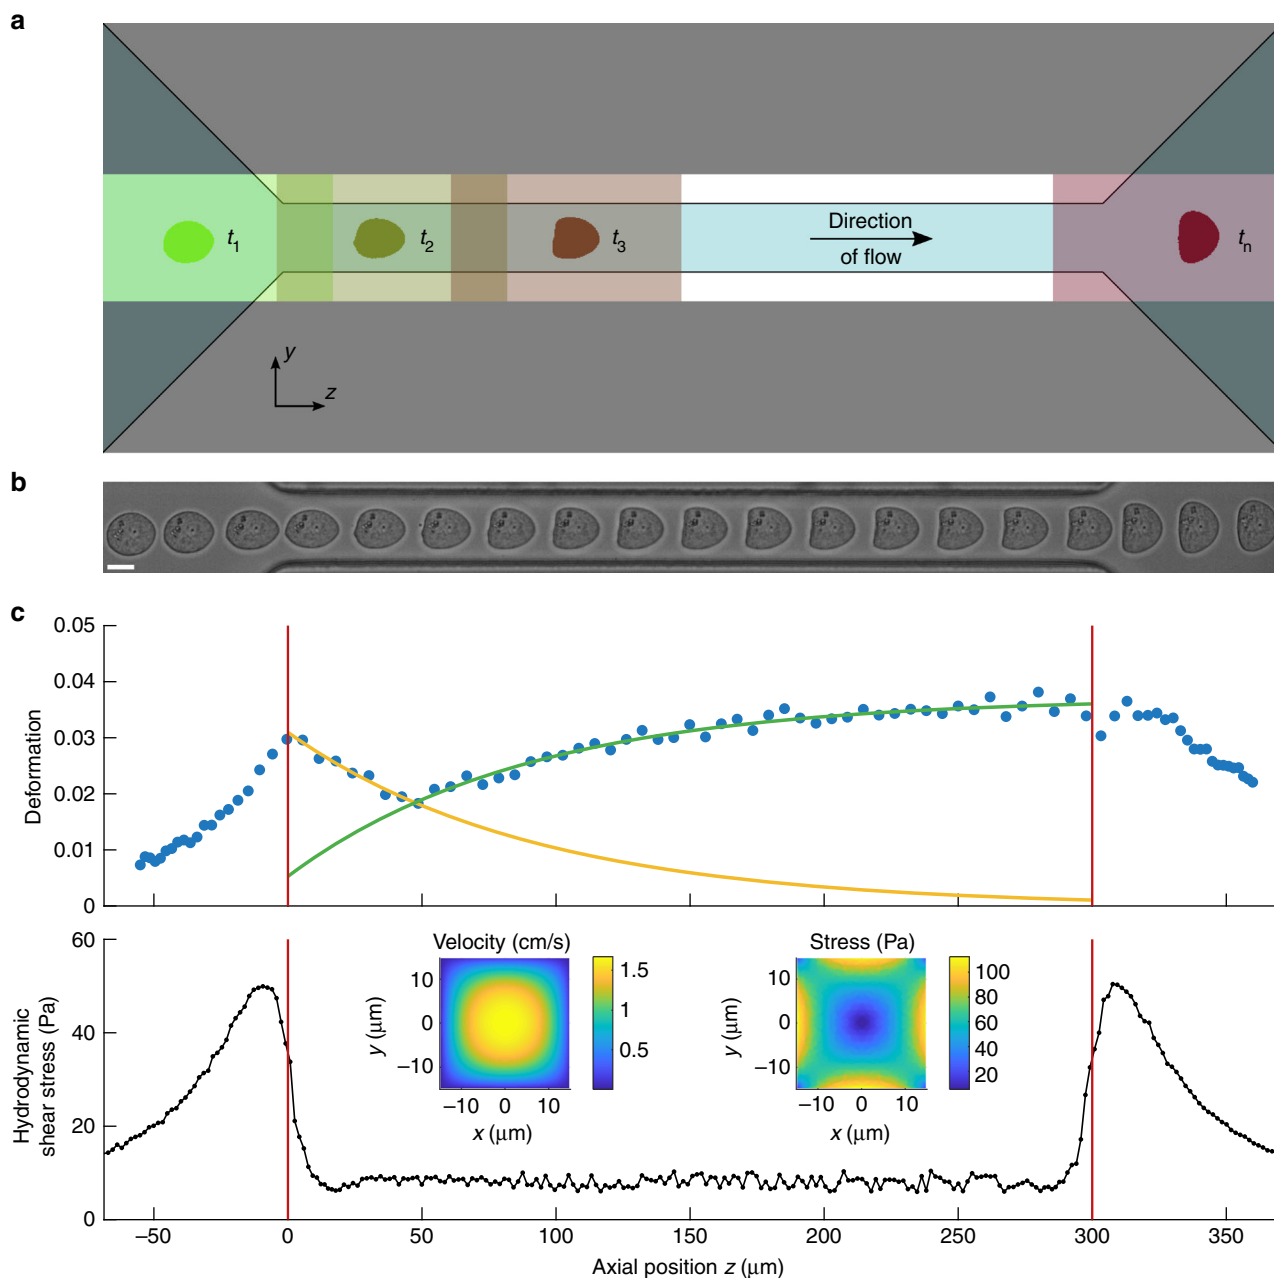 a
t1
t2
t3
Direction
of flow
tn
y
z
b
c
0.05
0.04
0.03
0.02
0.01
0
Deformation
60
40
20
0
Hydrodynamic
shear stress (Pa)
Velocity (cm/s)
10
0
−10
y (μm)
−10 0 10
x (μm)
1.5
1
0.5
Stress (Pa)
10
0
−10
y (μm)
−10 0 10
x (μm)
100
80
60
40
20
−50 0 50 100 150 200 250 300 350
Axial position z (μm)